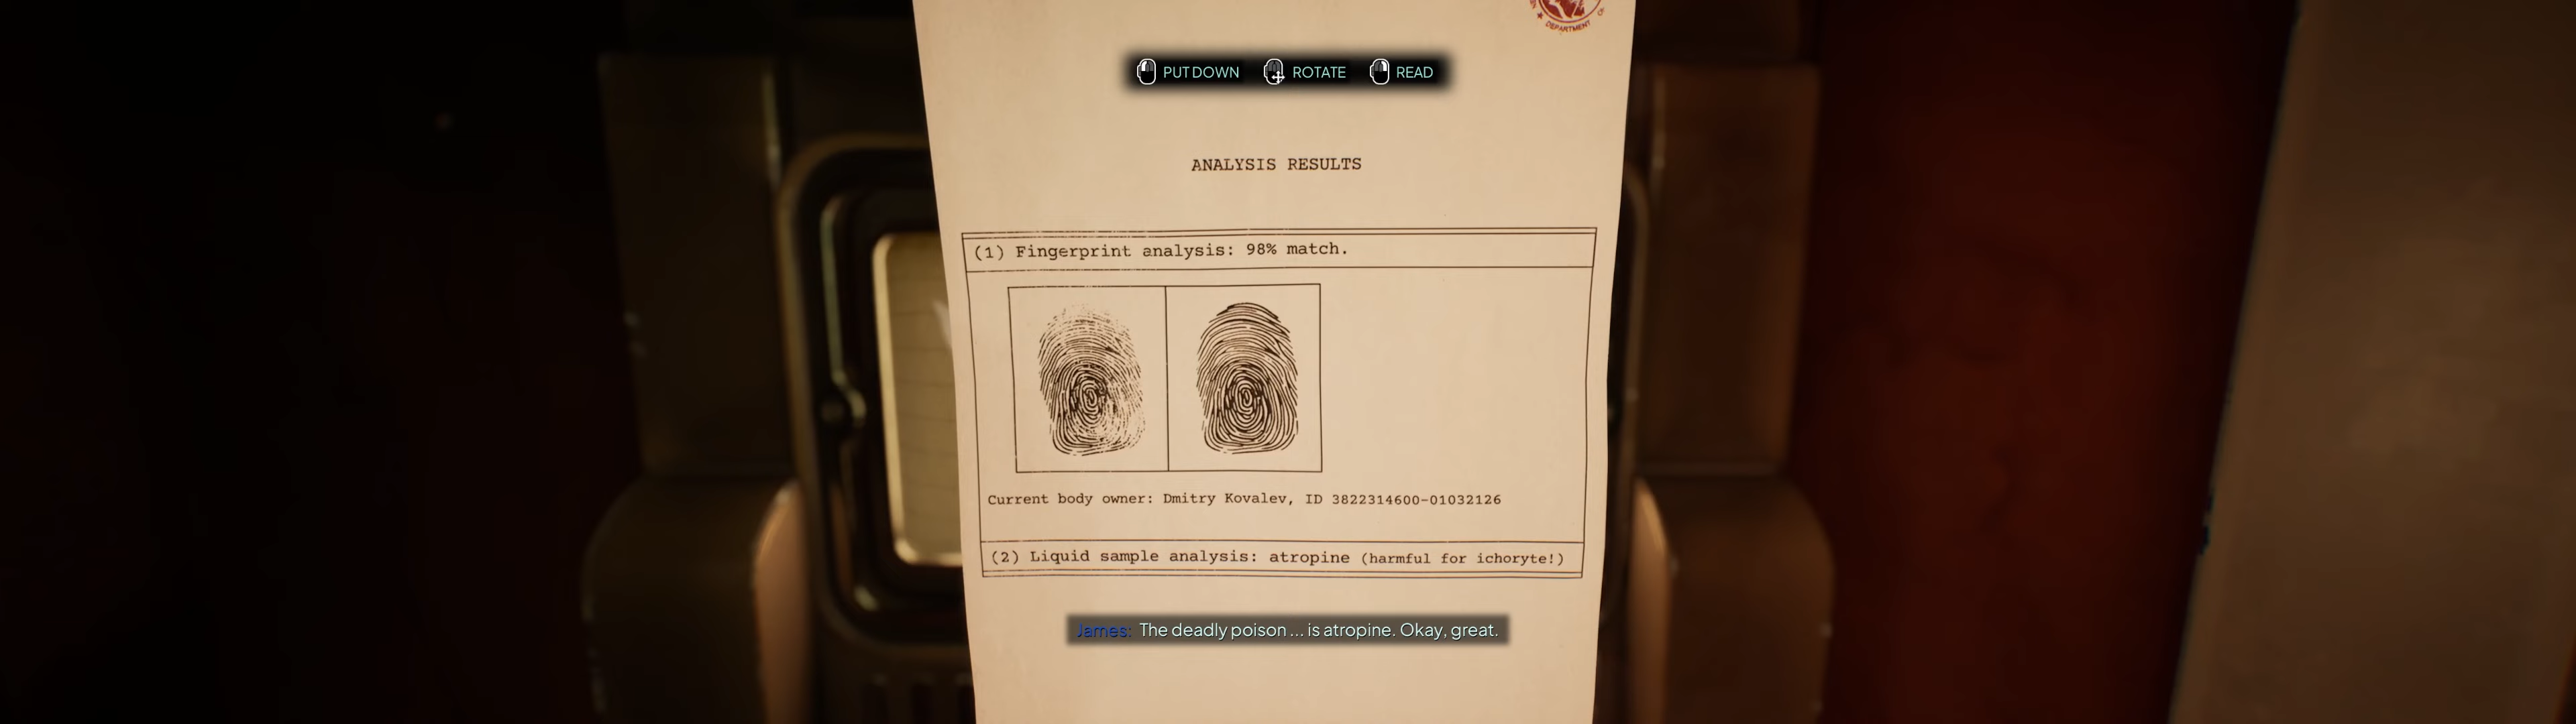 DEPARTMENT
PUT DOWN ROTATE READ
ANALYSIS RESULTS
(1) Fingerprint analysis: 98% match.
Current body owner: Dmitry Kovalev, ID 3822314600-01032126
(2) Liquid sample analysis: atropine (harmful for ichoryte!)
James: The deadly poison ... is atropine. Okay, great.